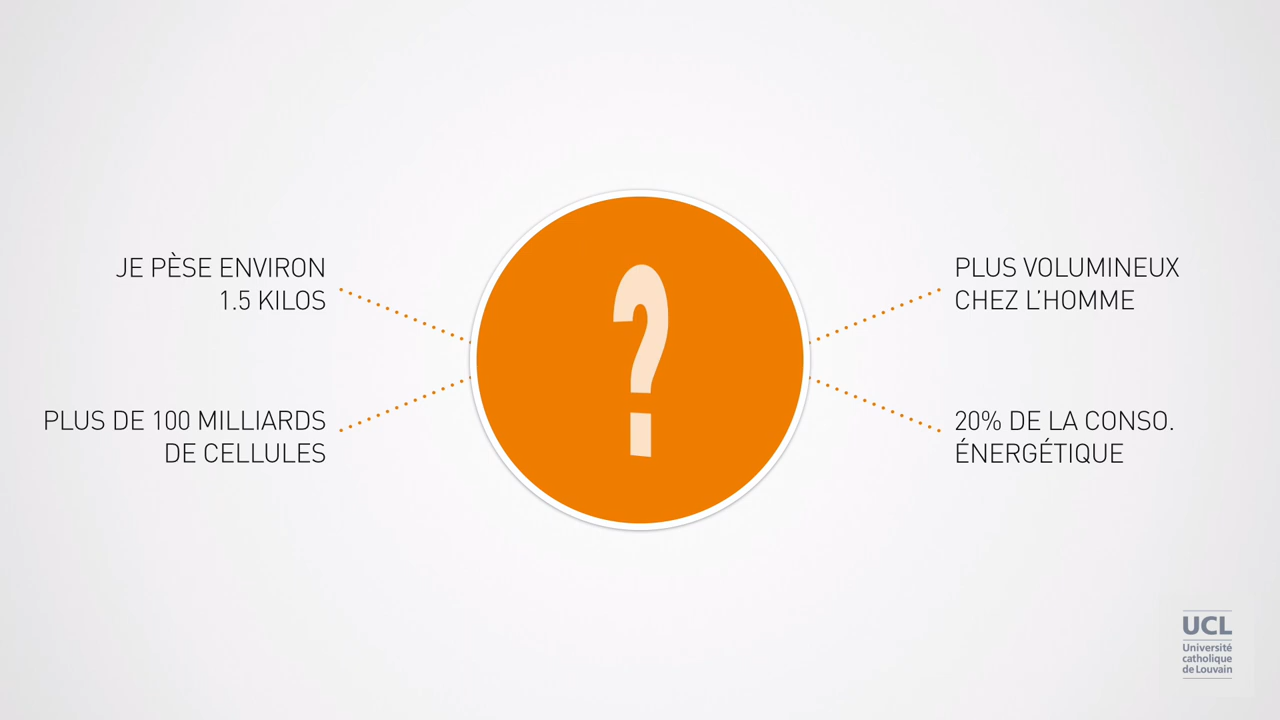 JE PÈSE ENVIRON
1.5 KILOS
PLUS DE 100 MILLIARDS
DE CELLULES
?
PLUS VOLUMINEUX
CHEZ L'HOMME
20% DE LA CONSO.
ÉNERGÉTIQUE
UCL
Université
catholique
de Louvain